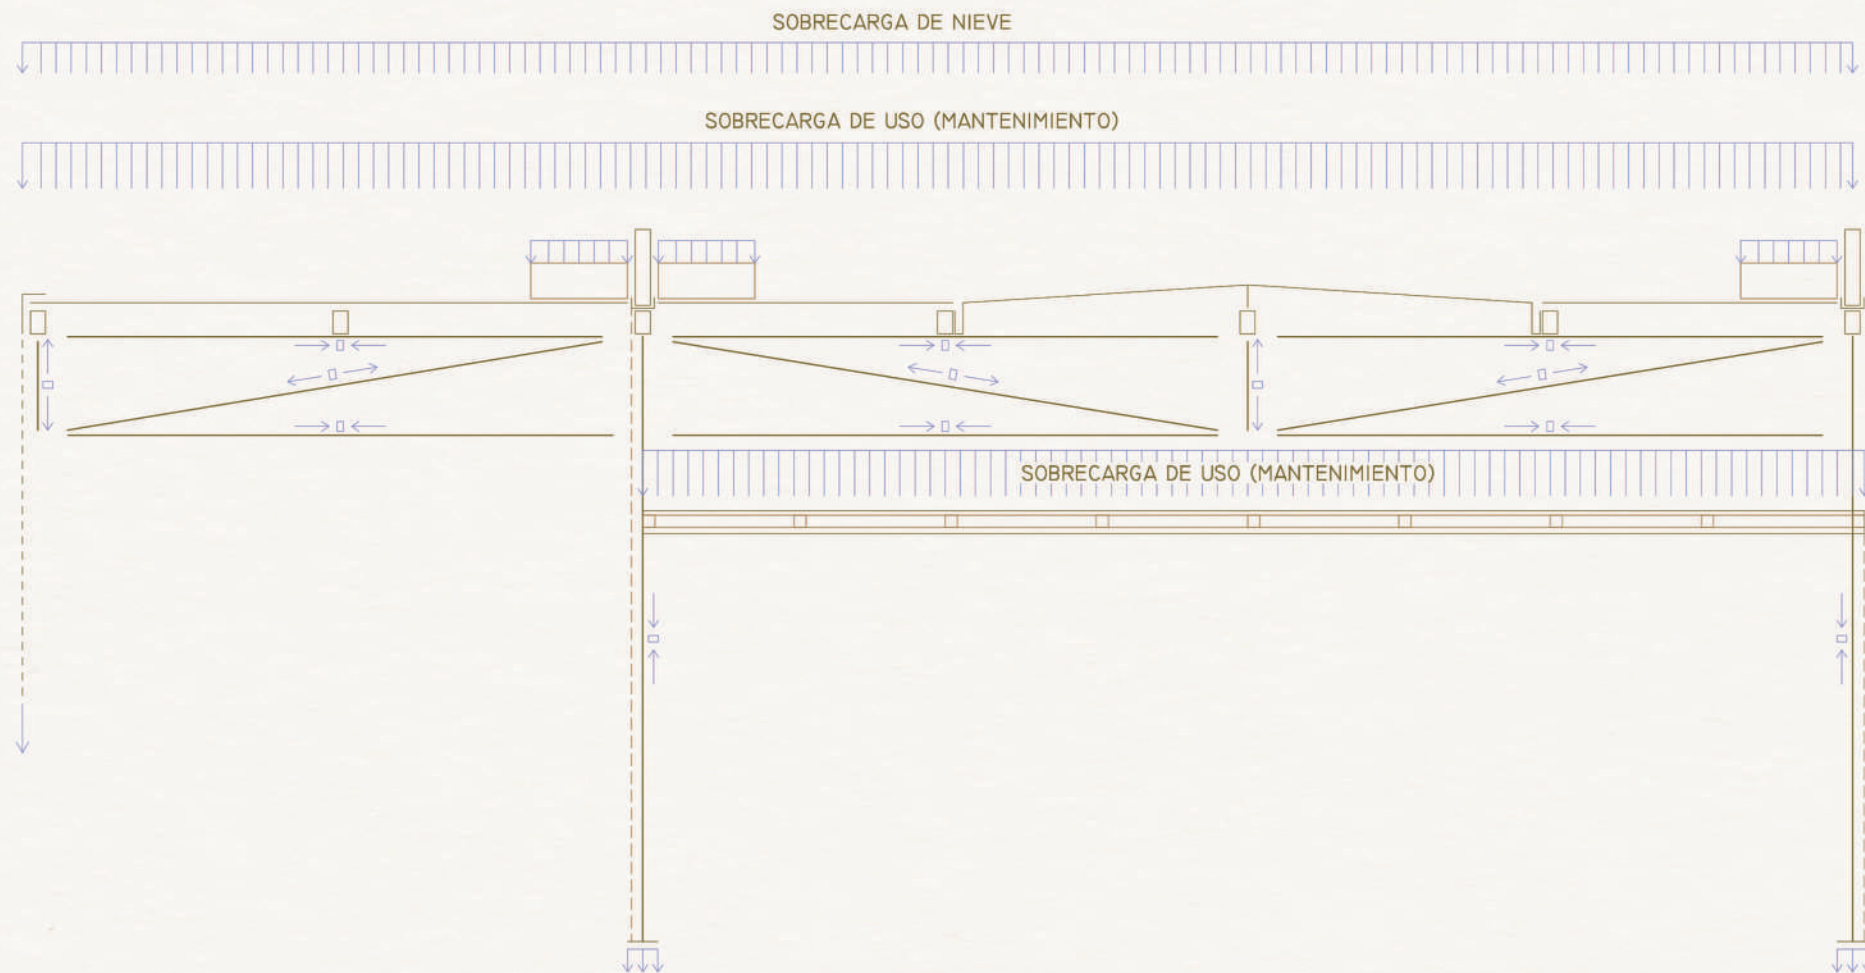 SOBRECARGA DE NIEVE
SOBRECARGA DE USO (MANTENIMIENTO)
SOBRECARGA DE USO (MANTENIMIENTO)